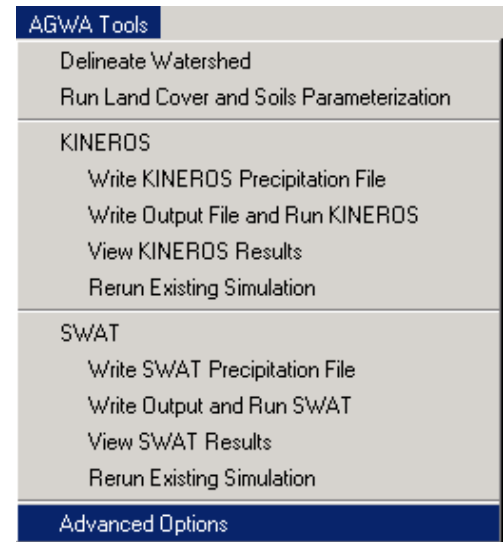 AGWA Tools
Delineate Watershed
Run Land Cover and Soils Parameterization
KINEROS
Write KINEROS Precipitation File
Write Output File and Run KINEROS
View KINEROS Results
Rerun Existing Simulation
SWAT
Write SWAT Precipitation File
Write Output and Run SWAT
View SWAT Results
Rerun Existing Simulation
Advanced Options